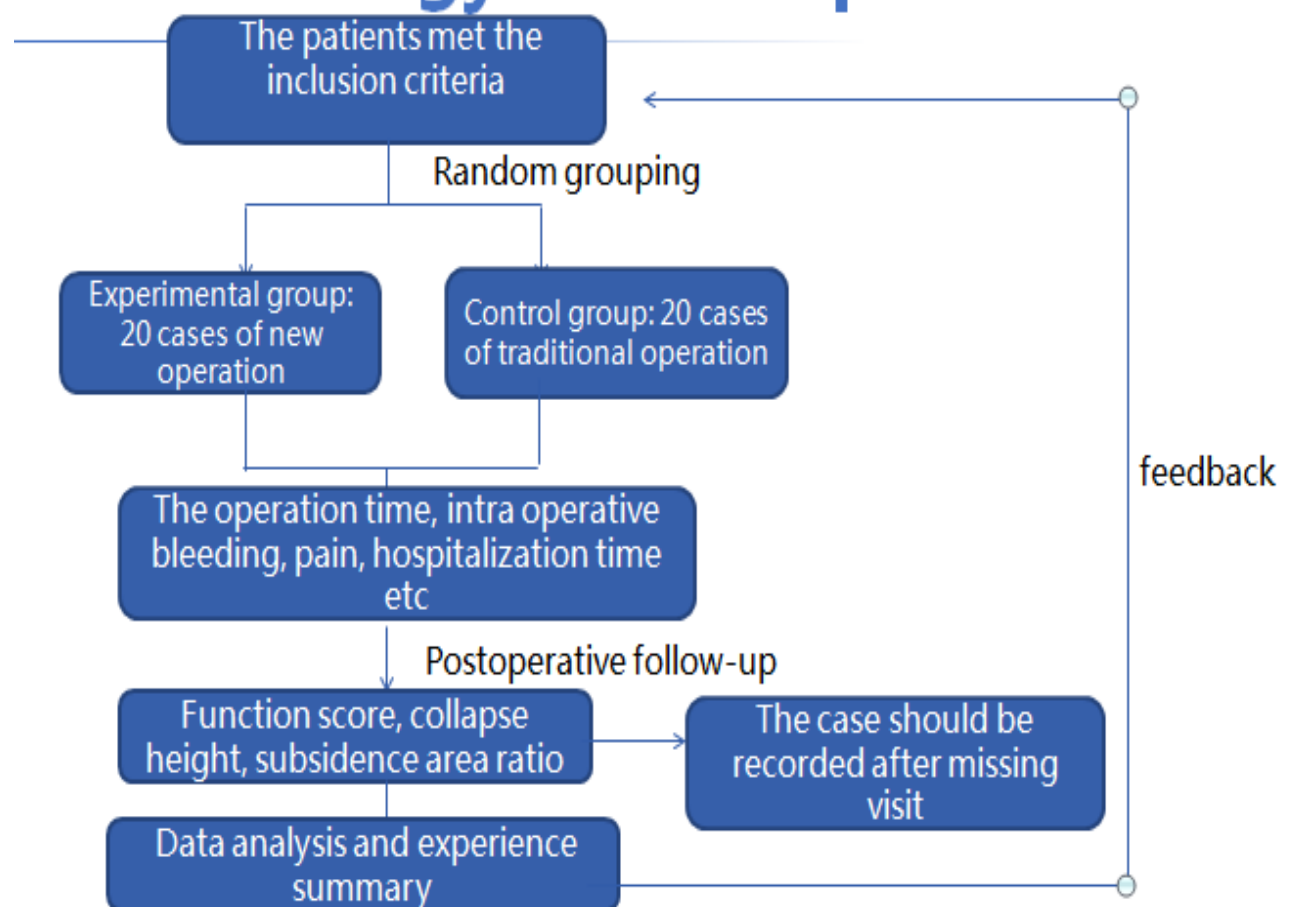 The patients met the
inclusion criteria
Random grouping
Experimental group:
20 cases of new
operation
Control group: 20 cases
of traditional operation
feedback
The operation time, intra operative
bleeding, pain, hospitalization time
etc
Postoperative follow-up
Function score, collapse
height, subsidence area ratio
The case should be
recorded after missing
visit
Data analysis and experience
summary